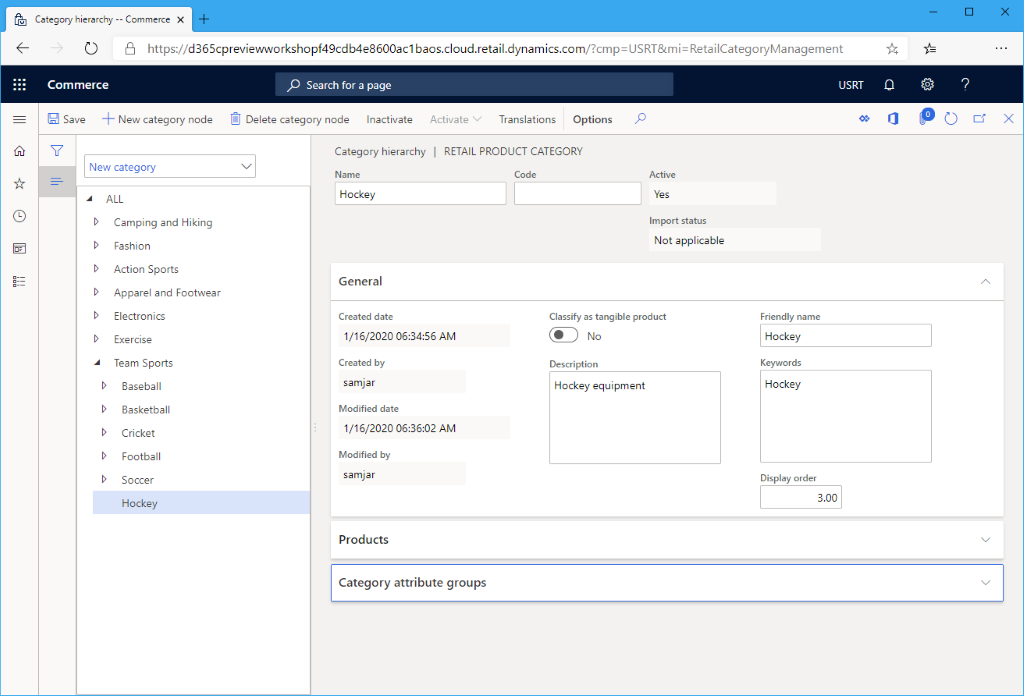 Category hierarchy -- Commerce
https://d365cpreviewworkshopf49cdb4e8600ac1baos.cloud.retail.dynamics.com/?cmp=USRT&mi=RetailCategoryManagement
Commerce
Search for a page
USRT
?
Save
New category node
Delete category node
Inactivate
Activate
Translations
Options
0
New category
ALL
Camping and Hiking
Fashion
Action Sports
Apparel and Footwear
Electronics
Exercise
Team Sports
Baseball
Basketball
Cricket
Football
Soccer
Hockey
Category hierarchy | RETAIL PRODUCT CATEGORY
Name
Hockey
Code
Active
Yes
Import status
Not applicable
General
Created date
1/16/2020 06:34:56 AM
Created by
samjar
Modified date
1/16/2020 06:36:02 AM
Modified by
samjar
Classify as tangible product
No
Description
Hockey equipment
Friendly name
Hockey
Keywords
Hockey
Display order
3.00
Products
Category attribute groups